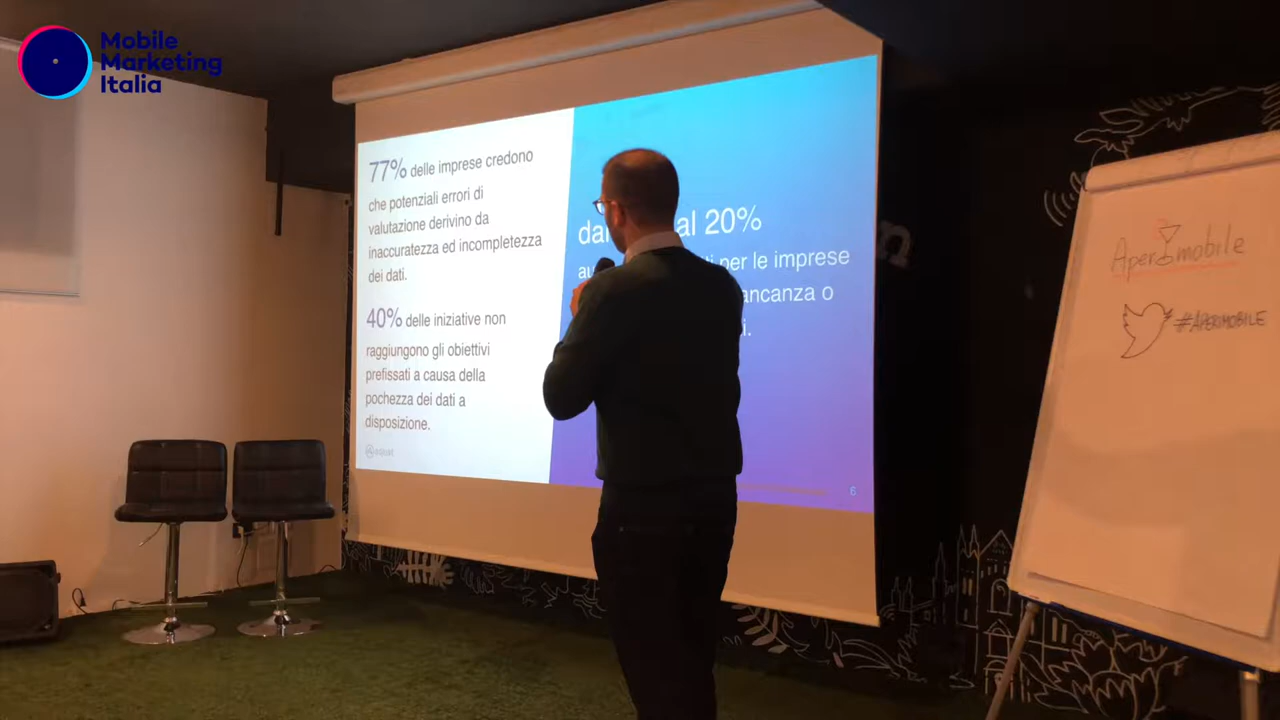 Mobile
Marketing
Italia
77% delle imprese credono
che potenziali errori di
valutazione derivino da
inaccuratezza ed incompletezza
dei dati.
40% delle iniziative non
raggiungono gli obiettivi
prefissati a causa della
pochezza dei dati a
disposizione.
al 20%
per le imprese
o
6
Aperimobile
#APERIMOBILE